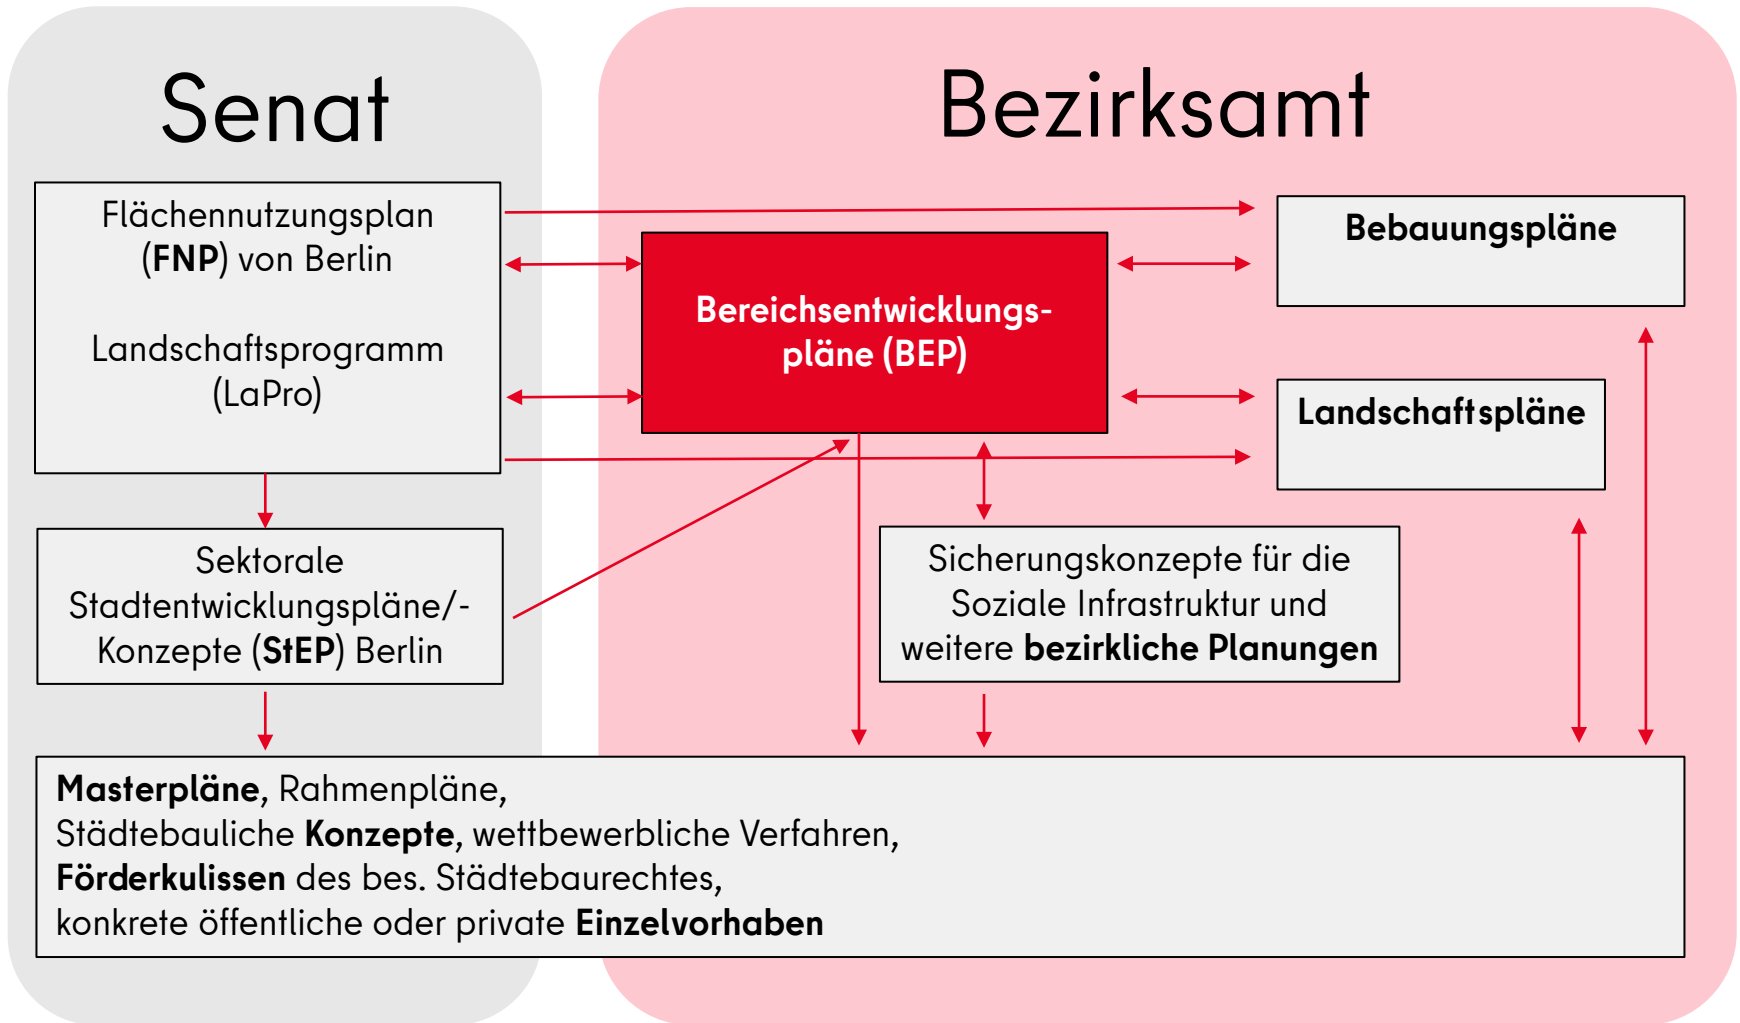 Senat
Bezirksamt
Flächennutzungsplan
(FNP) von Berlin
Landschaftsprogramm
(LaPro)
Bereichsentwicklungs-
pläne (BEP)
Bebauungspläne
Landschaftspläne
Sektorale
Stadtentwicklungspläne/-
Konzepte (StEP) Berlin
Sicherungskonzepte für die
Soziale Infrastruktur und
weitere bezirkliche Planungen
Masterpläne, Rahmenpläne,
Städtebauliche Konzepte, wettbewerbliche Verfahren,
Förderkulissen des bes. Städtebaurechtes,
konkrete öffentliche oder private Einzelvorhaben